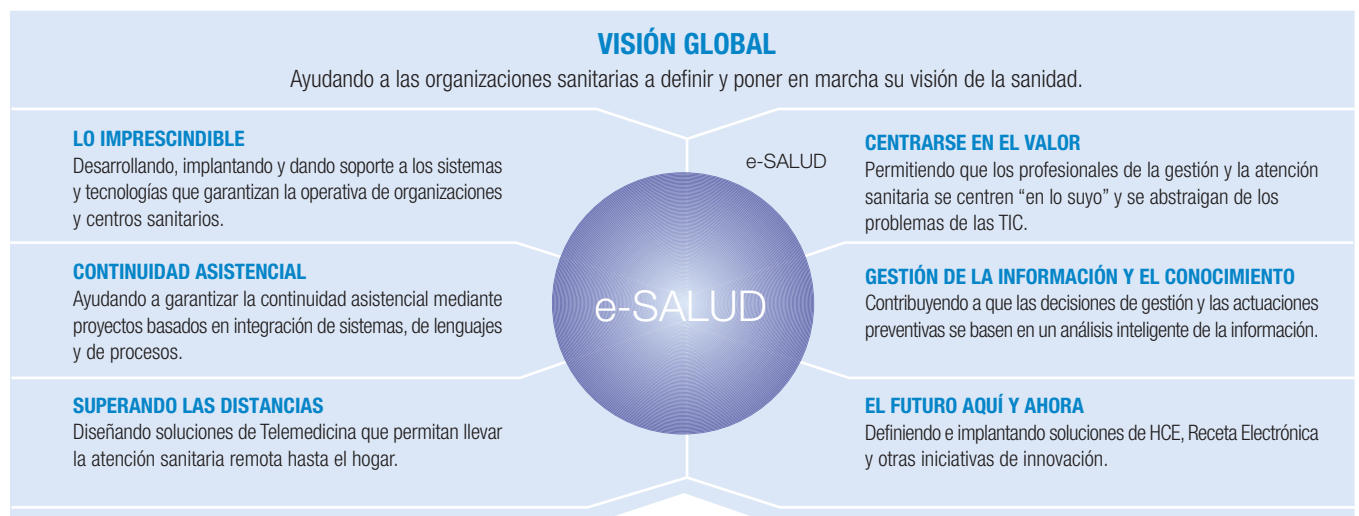 VISIÓN GLOBAL
Ayudando a las organizaciones sanitarias a definir y poner en marcha su visión de la sanidad.
LO IMPRESCINDIBLE
Desarrollando, implantando y dando soporte a los sistemas
y tecnologías que garantizan la operativa de organizaciones
y centros sanitarios.
CONTINUIDAD ASISTENCIAL
Ayudando a garantizar la continuidad asistencial mediante
proyectos basados en integración de sistemas, de lenguajes
y de procesos.
SUPERANDO LAS DISTANCIAS
Diseñando soluciones de Telemedicina que permitan llevar
la atención sanitaria remota hasta el hogar.
e-SALUD
e-SALUD
CENTRARSE EN EL VALOR
Permitiendo que los profesionales de la gestión y la atención
sanitaria se centren “en lo suyo” y se abstraigan de los
problemas de las TIC.
GESTIÓN DE LA INFORMACIÓN Y EL CONOCIMIENTO
Contribuyendo a que las decisiones de gestión y las actuaciones
preventivas se basen en un análisis inteligente de la información.
EL FUTURO AQUÍ Y AHORA
Definiendo e implantando soluciones de HCE, Receta Electrónica
y otras iniciativas de innovación.